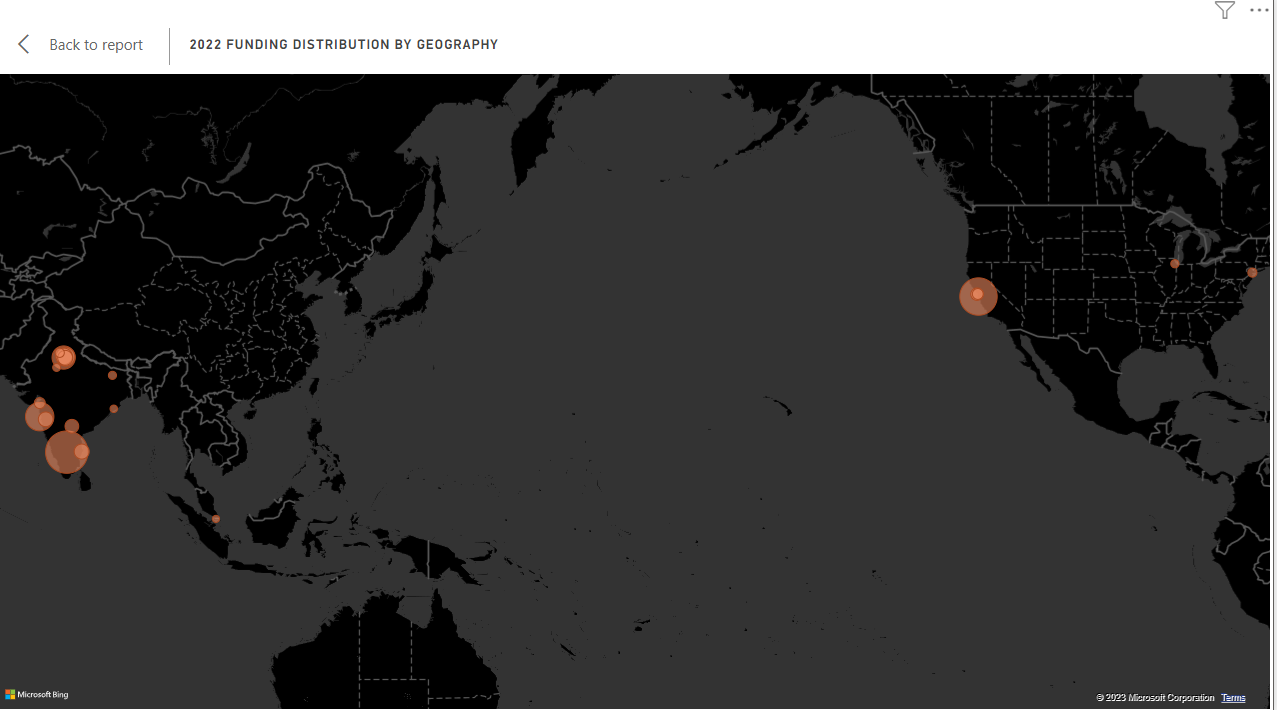 Back to report
2022 FUNDING DISTRIBUTION BY GEOGRAPHY
Microsoft Bing
© 2023 Microsoft Corporation Terms